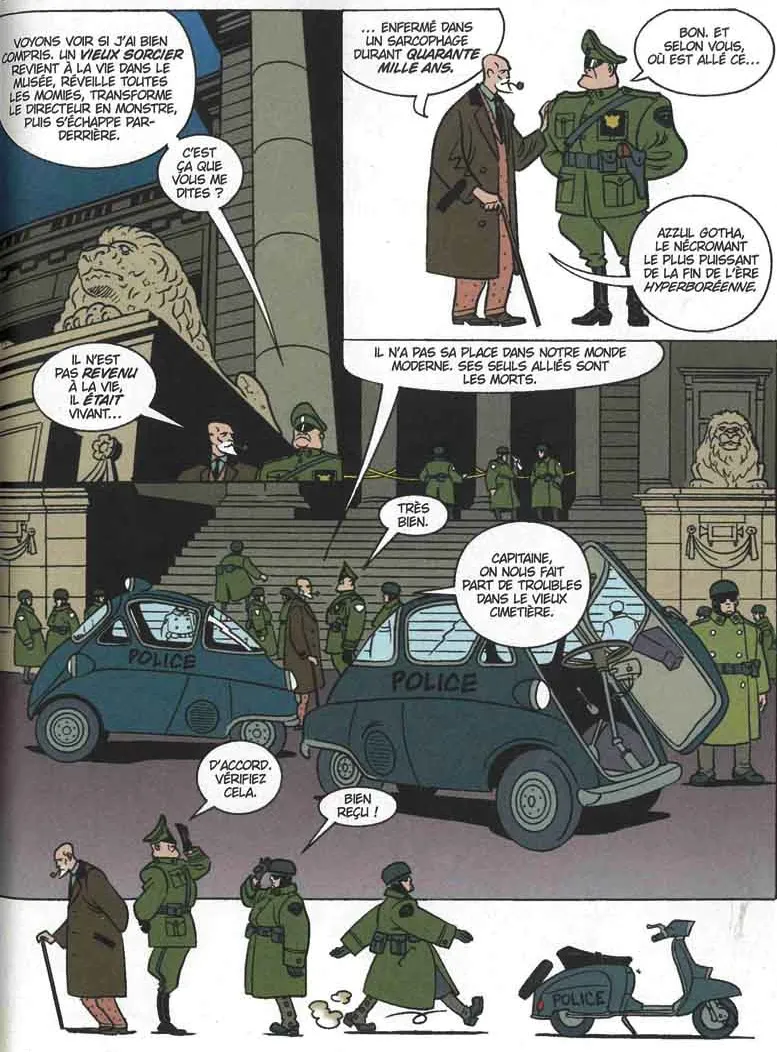 VOYONS VOIR SI J'AI BIEN
COMPRIS. UN VIEUX SORCIER
REVIENT À LA VIE DANS LE
MUSÉE, RÉVEILLE TOUTES
LES MOMIES, TRANSFORME
LE DIRECTEUR EN MONSTRE,
PUIS S'ÉCHAPPE PAR-
DERRIÈRE.
C'EST
ÇA QUE
VOUS ME
DITES ?
IL N'EST
PAS REVENU
À LA VIE,
IL ÉTAIT
VIVANT...
... ENFERMÉ DANS
UN SARCOPHAGE
DURANT QUARANTE
MILLE ANS.
BON. ET
SELON VOUS,
OÙ EST ALLÉ CE...
AZZUL GOTHA,
LE NÉCROMANT
LE PLUS PUISSANT
DE LA FIN DE L'ÈRE
HYPERBORÉENNE.
IL N'A PAS SA PLACE DANS NOTRE MONDE
MODERNE. SES SEULS ALLIÉS SONT
LES MORTS.
TRÈS
BIEN.
CAPITAINE,
ON NOUS FAIT
PART DE TROUBLES
DANS LE VIEUX
CIMETIÈRE.
POLICE
POLICE
D'ACCORD.
VÉRIFIEZ
CELA.
BIEN
REÇU !
POLICE